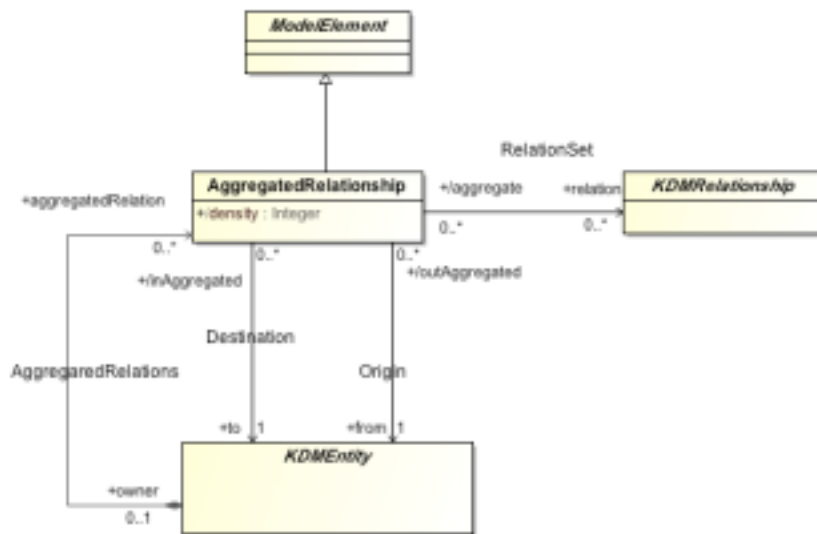 ModelElement
RelationSet
AggregatedRelationship
+/aggregate
+relation
KDMRelationship
+aggregatedRelation
+/density : Integer
0..*
0..*
0..*
0..*
0..*
+/inAggregated
+/outAggregated
Destination
AggregaredRelations
Origin
+to
1
+from
1
KDMEntity
+owner
0..1